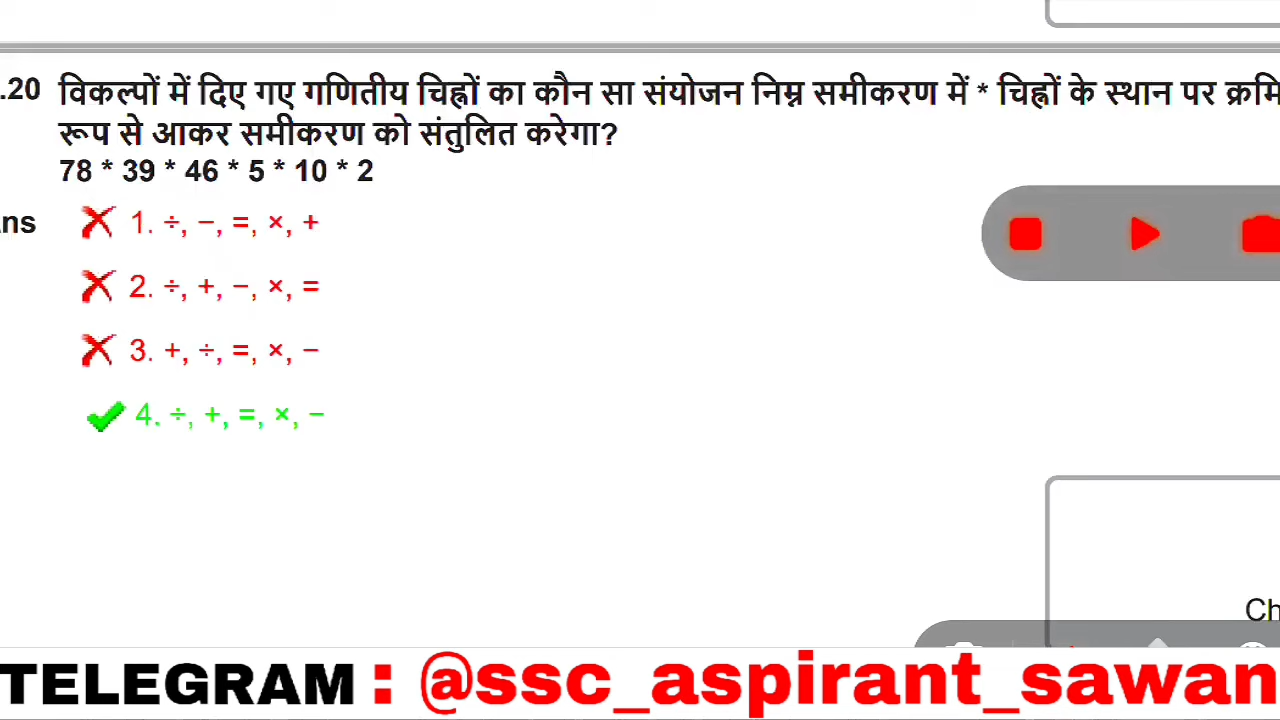 .20 विकल्पों में दिए गए गणितीय चिह्नों का कौन सा संयोजन निम्न समीकरण में * चिह्नों के स्थान पर क्रमि
रूप से आकर समीकरण को संतुलित करेगा?
78 * 39 * 46 * 5 * 10 * 2
ns
1. ÷, −, =, ×, +
2. ÷, +, −, ×, =
3. +, ÷, =, ×, −
4. ÷, +, =, ×, −
Ch
TELEGRAM : @ssc_aspirant_sawan